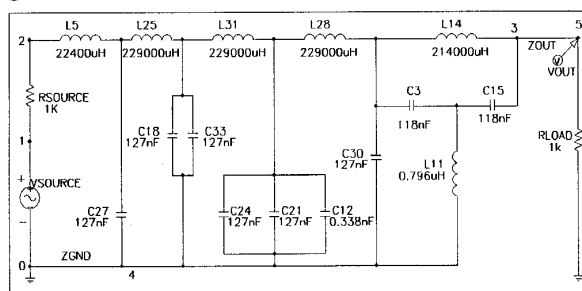 L5 L25 L31 L28 L14 3 5
2 22400uH 229000uH 229000uH 229000uH 214000uH ZOUT
VOUT
RSOURCE
1K
C3 C15
118nF 118nF
C18 C33
127nF 127nF
1
C30
127nF
RLOAD
1k
L11
0.796uH
+ VSOURCE
-
C27
127nF
C24 C21 C12
127nF 127nF 0.338nF
0 ZGND
4